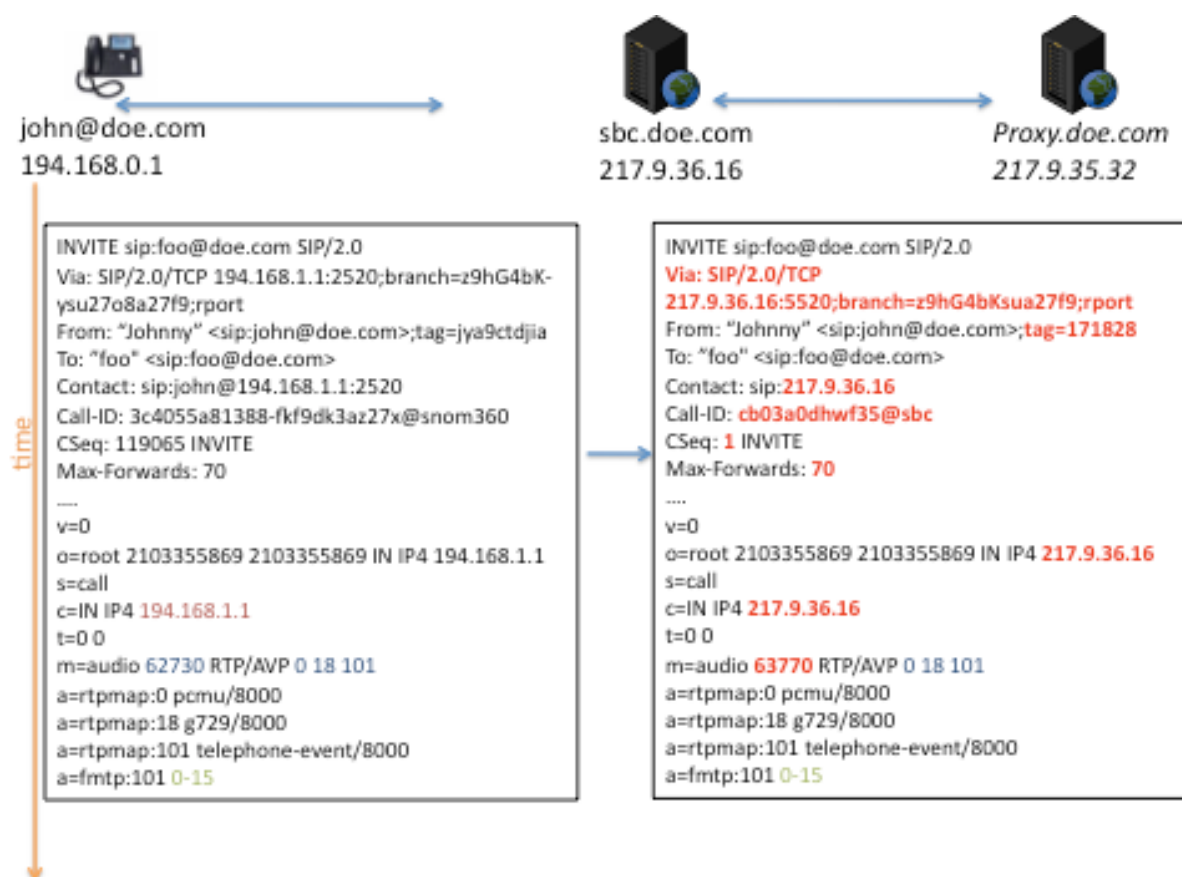 john@doe.com
194.168.0.1
sbc.doe.com
217.9.36.16
Proxy.doe.com
217.9.35.32
time
INVITE sip:foo@doe.com SIP/2.0
Via: SIP/2.0/TCP 194.168.1.1:2520;branch=z9hG4bK-
ysu27o8a27f9;rport
From: “Johnny” <sip:john@doe.com>;tag=jya9ctdjia
To: “foo" <sip:foo@doe.com>
Contact: sip:john@194.168.1.1:2520
Call-ID: 3c4055a81388-fkf9dk3az27x@snom360
CSeq: 119065 INVITE
Max-Forwards: 70
....
v=0
o=root 2103355869 2103355869 IN IP4 194.168.1.1
s=call
c=IN IP4 194.168.1.1
t=0 0
m=audio 62730 RTP/AVP 0 18 101
a=rtpmap:0 pcmu/8000
a=rtpmap:18 g729/8000
a=rtpmap:101 telephone-event/8000
a=fmtp:101 0-15
INVITE sip:foo@doe.com SIP/2.0
Via: SIP/2.0/TCP
217.9.36.16:5520;branch=z9hG4bKsua27f9;rport
From: “Johnny” <sip:john@doe.com>;tag=171828
To: “foo" <sip:foo@doe.com>
Contact: sip:217.9.36.16
Call-ID: cb03a0dhwf35@sbc
CSeq: 1 INVITE
Max-Forwards: 70
....
v=0
o=root 2103355869 2103355869 IN IP4 217.9.36.16
s=call
c=IN IP4 217.9.36.16
t=0 0
m=audio 63770 RTP/AVP 0 18 101
a=rtpmap:0 pcmu/8000
a=rtpmap:18 g729/8000
a=rtpmap:101 telephone-event/8000
a=fmtp:101 0-15